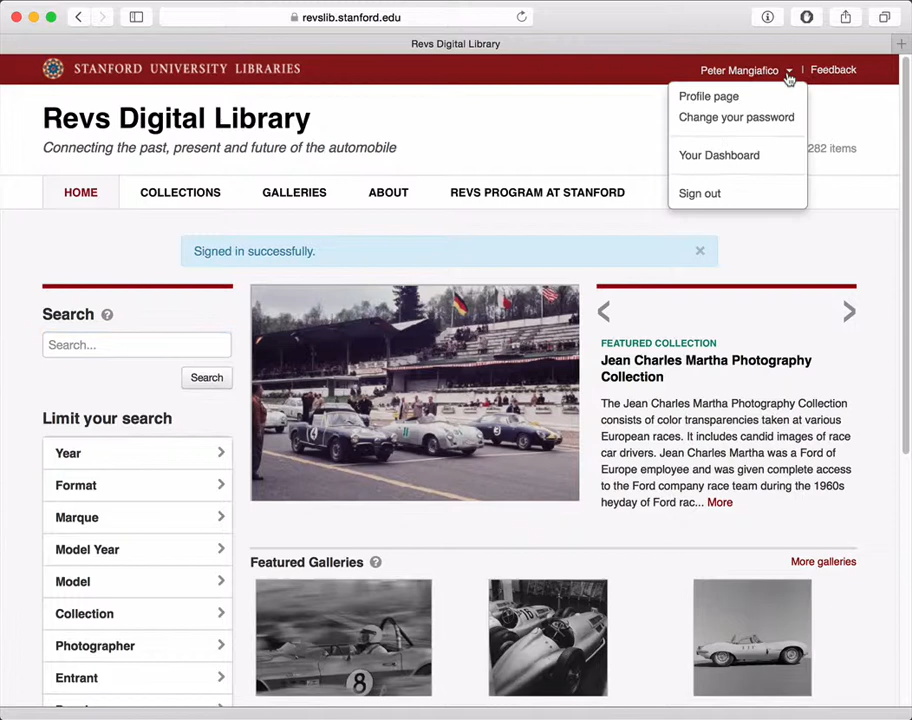 revslib.stanford.edu
Revs Digital Library
STANFORD UNIVERSITY LIBRARIES
Peter Mangiafico | Feedback
Profile page
Change your password
Your Dashboard
Sign out
Revs Digital Library
Connecting the past, present and future of the automobile
282 items
HOME COLLECTIONS GALLERIES ABOUT REVS PROGRAM AT STANFORD
Signed in successfully. ×
Search ?
Search...
Search
Limit your search
Year
Format
Marque
Model Year
Model
Collection
Photographer
Entrant
FEATURED COLLECTION
Jean Charles Martha Photography
Collection
The Jean Charles Martha Photography Collection
consists of color transparencies taken at various
European races. It includes candid images of race
car drivers. Jean Charles Martha was a Ford of
Europe employee and was given complete access
to the Ford company race team during the 1960s
heyday of Ford rac... More
Featured Galleries ?
More galleries
8
16